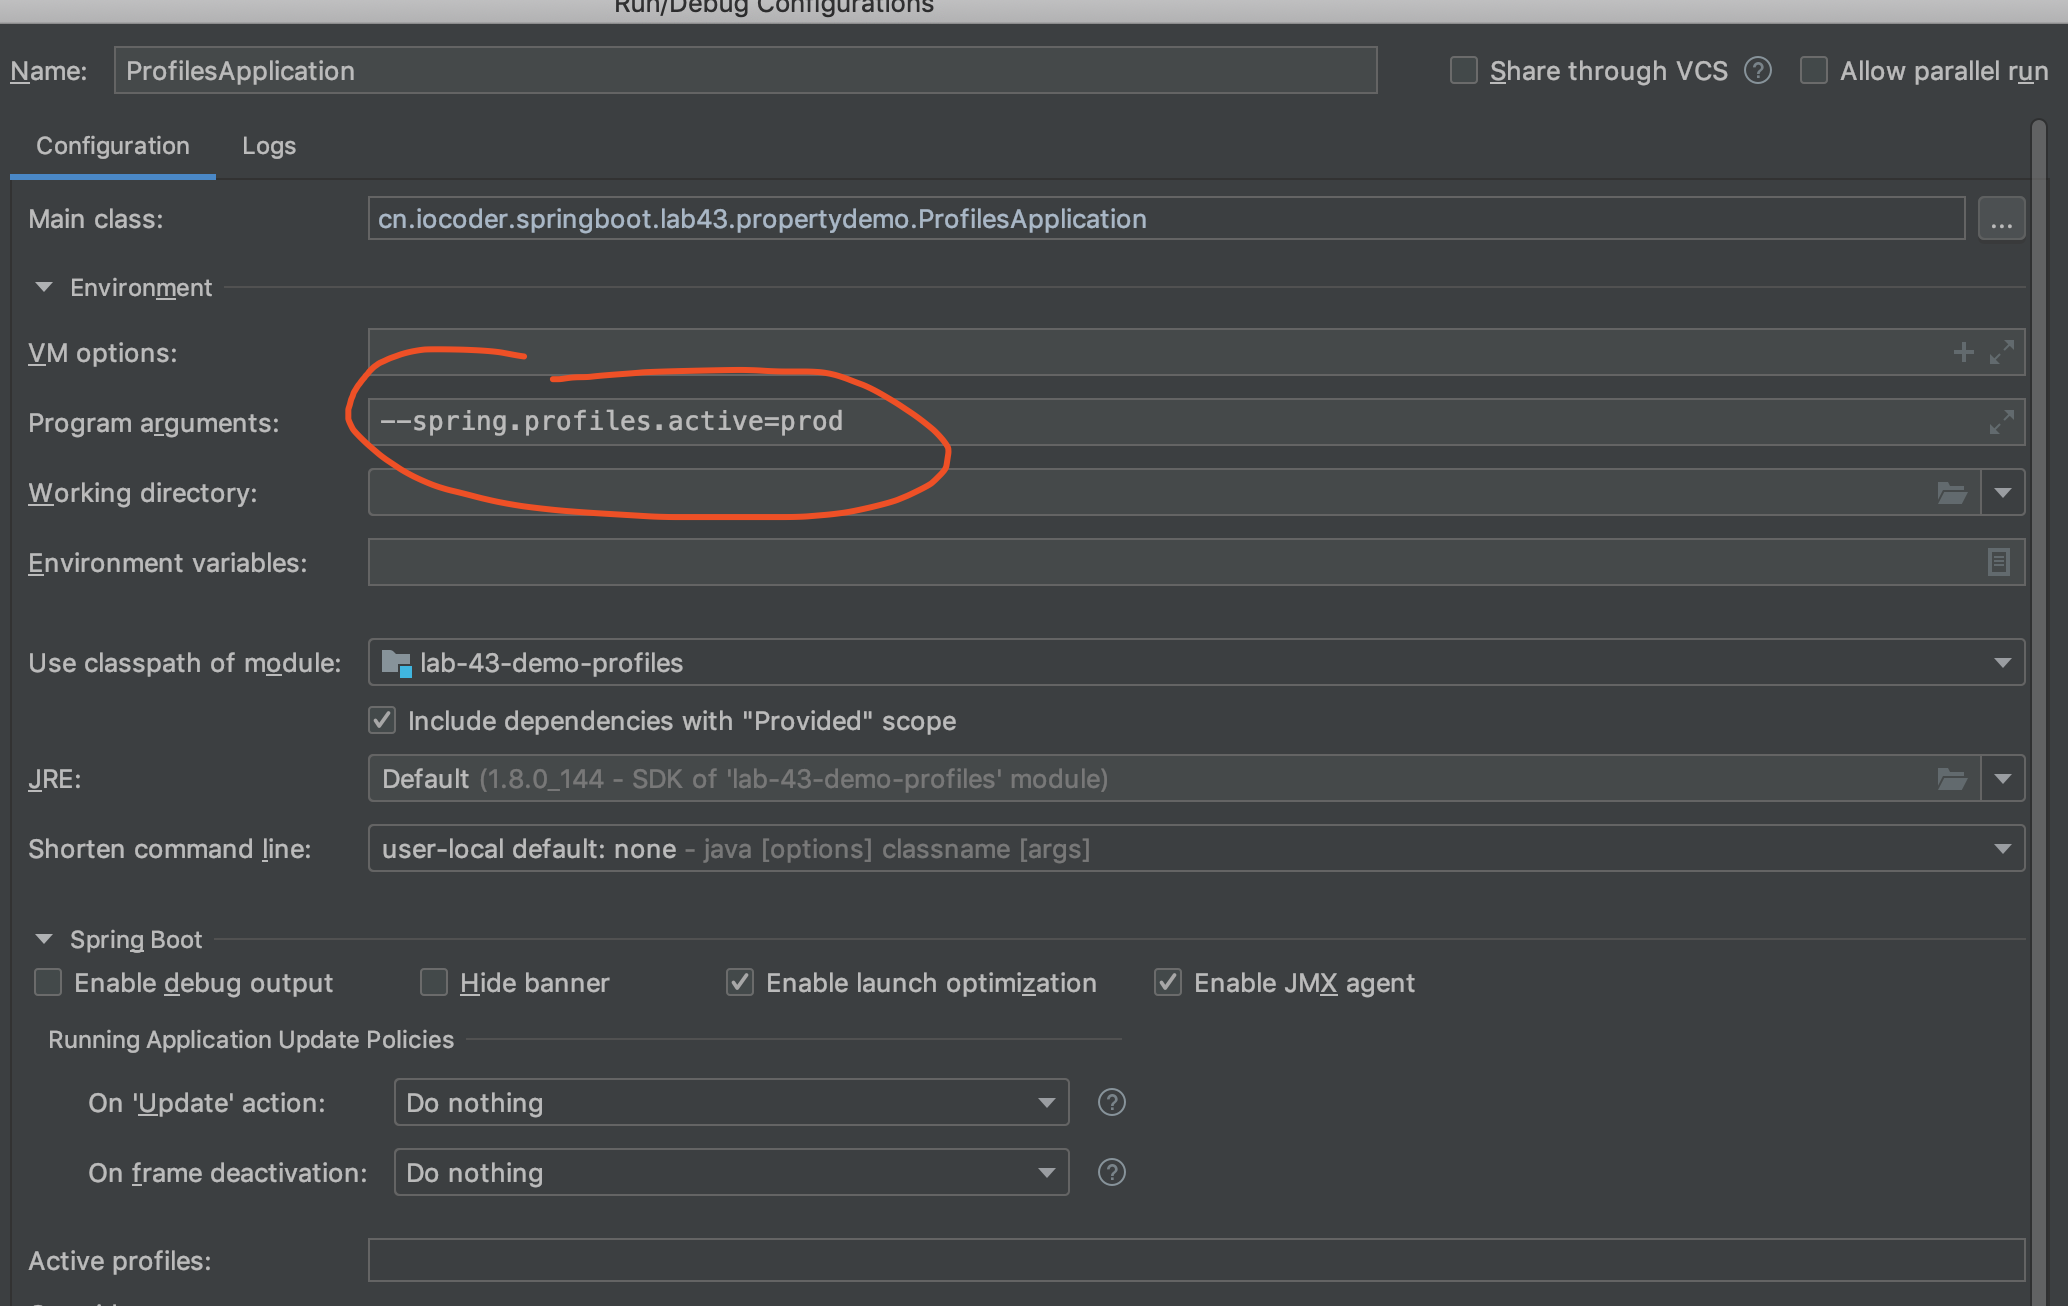 Run/Debug Configurations
Name: ProfilesApplication Share through VCS ? Allow parallel run
Configuration Logs
Main class: cn.iocoder.springboot.lab43.propertydemo.ProfilesApplication ...
Environment
VM options:
Program arguments: --spring.profiles.active=prod
Working directory:
Environment variables:
Use classpath of module: lab-43-demo-profiles
Include dependencies with "Provided" scope
JRE: Default (1.8.0_144 - SDK of 'lab-43-demo-profiles' module)
Shorten command line: user-local default: none - java [options] classname [args]
Spring Boot
Enable debug output Hide banner Enable launch optimization Enable JMX agent
Running Application Update Policies
On 'Update' action: Do nothing ?
On frame deactivation: Do nothing ?
Active profiles: